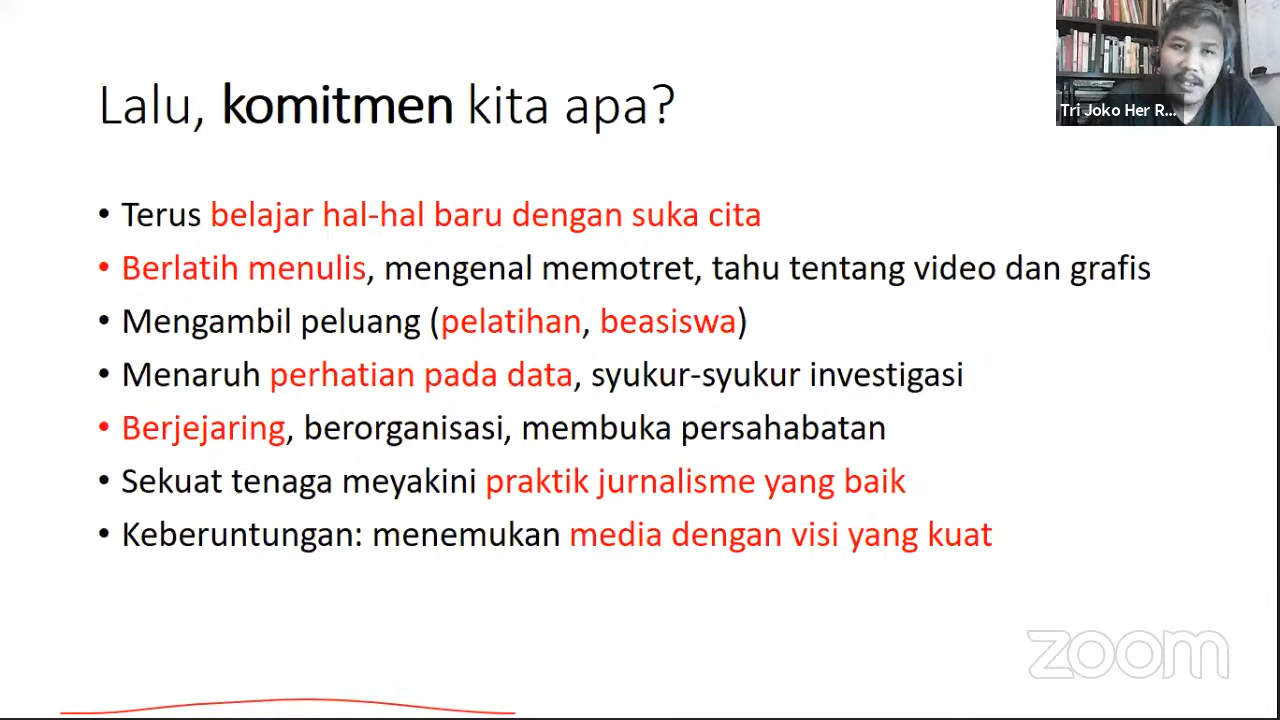 Lalu, komitmen kita apa?
Tri Joko Her R...
• Terus belajar hal-hal baru dengan suka cita
• Berlatih menulis, mengenal memotret, tahu tentang video dan grafis
• Mengambil peluang (pelatihan, beasiswa)
• Menaruh perhatian pada data, syukur-syukur investigasi
• Berjejaring, berorganisasi, membuka persahabatan
• Sekuat tenaga meyakini praktik jurnalisme yang baik
• Keberuntungan: menemukan media dengan visi yang kuat
zoom